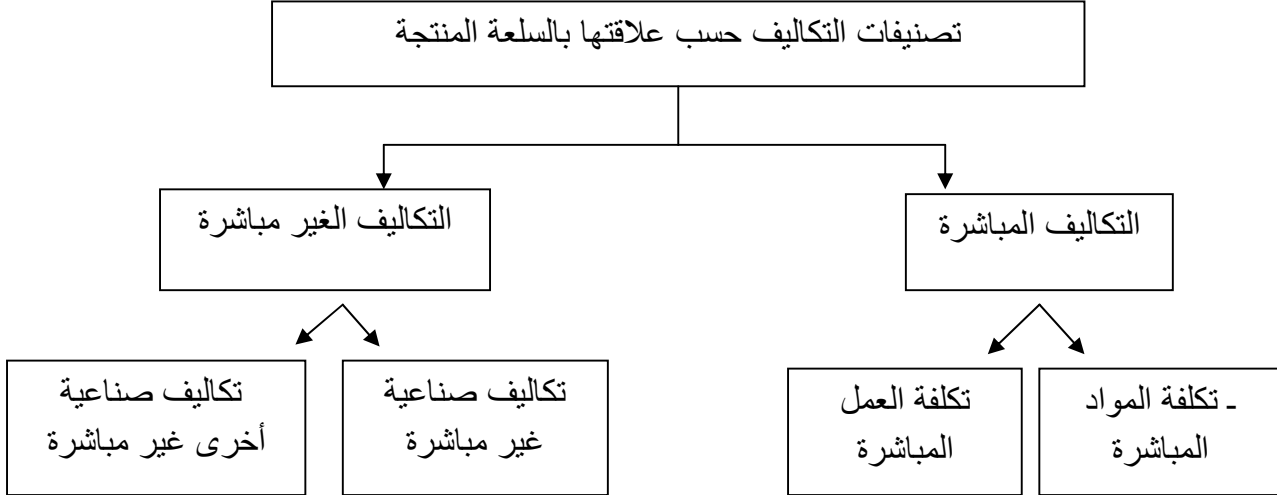 تصنيفات التكاليف حسب علاقتها بالسلعة المنتجة
التكاليف المباشرة
التكاليف الغير مباشرة
ـ تكلفة المواد
المباشرة
تكلفة العمل
المباشرة
تكاليف صناعية
غير مباشرة
تكاليف صناعية
أخرى غير مباشرة